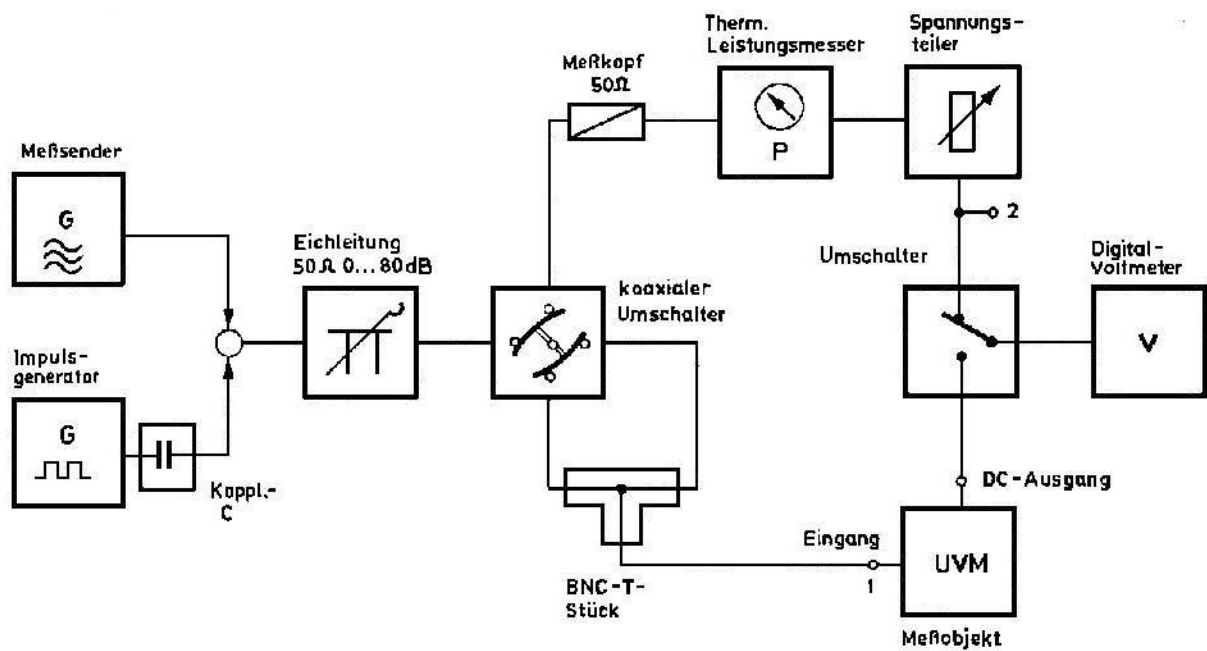 Therm.
Leistungsmesser
Spannungs-
teiler
Meßkopf
50Ω
P
Meßsender
G
2
Eichleitung
50Ω 0...80dB
Umschalter
Digital-
Voltmeter
koaxialer
Umschalter
V
Impuls-
generator
G
Koppl.-
C
DC-Ausgang
Eingang
1
UVM
BNC-T-
Stück
Meßobjekt